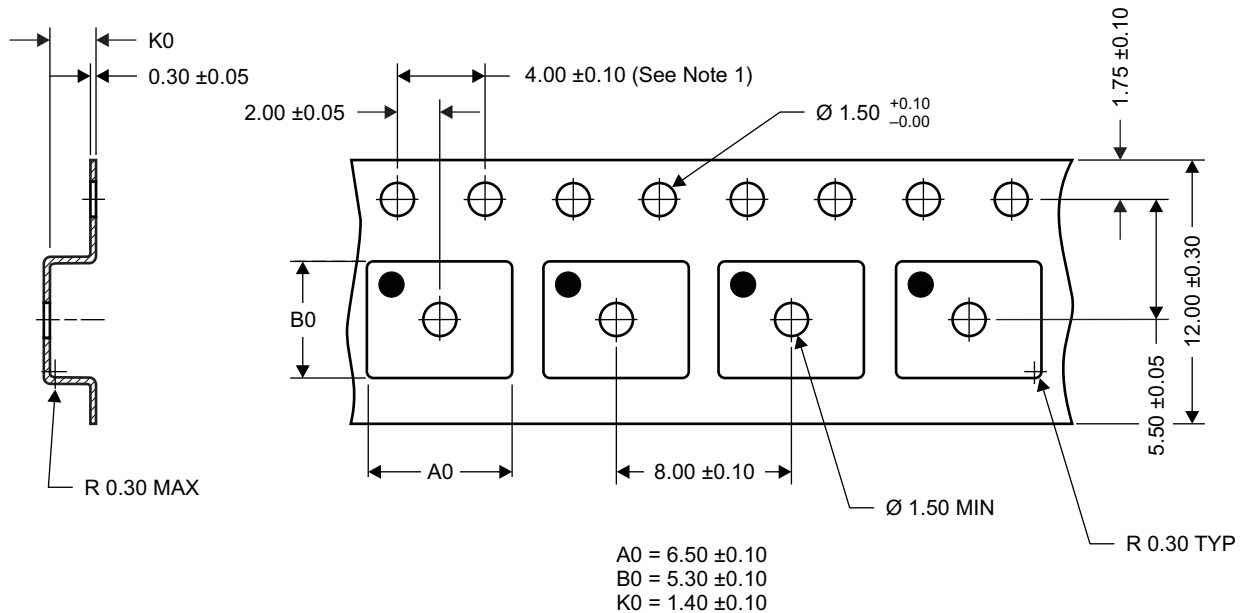 K0
0.30 ±0.05
4.00 ±0.10 (See Note 1)
2.00 ±0.05
Ø 1.50 +0.10 –0.00
1.75 ±0.10
B0
12.00 ±0.30
5.50 ±0.05
R 0.30 MAX
A0
8.00 ±0.10
Ø 1.50 MIN
R 0.30 TYP
A0 = 6.50 ±0.10
B0 = 5.30 ±0.10
K0 = 1.40 ±0.10